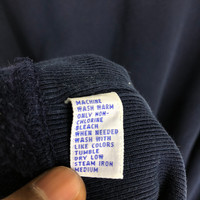 MACHINE
WASH WARM
ONLY NON-
CHLORINE
BLEACH
WHEN NEEDED
WASH WITH
LIKE COLORS
TUMBLE
DRY LOW
STEAM IRON
MEDIUM